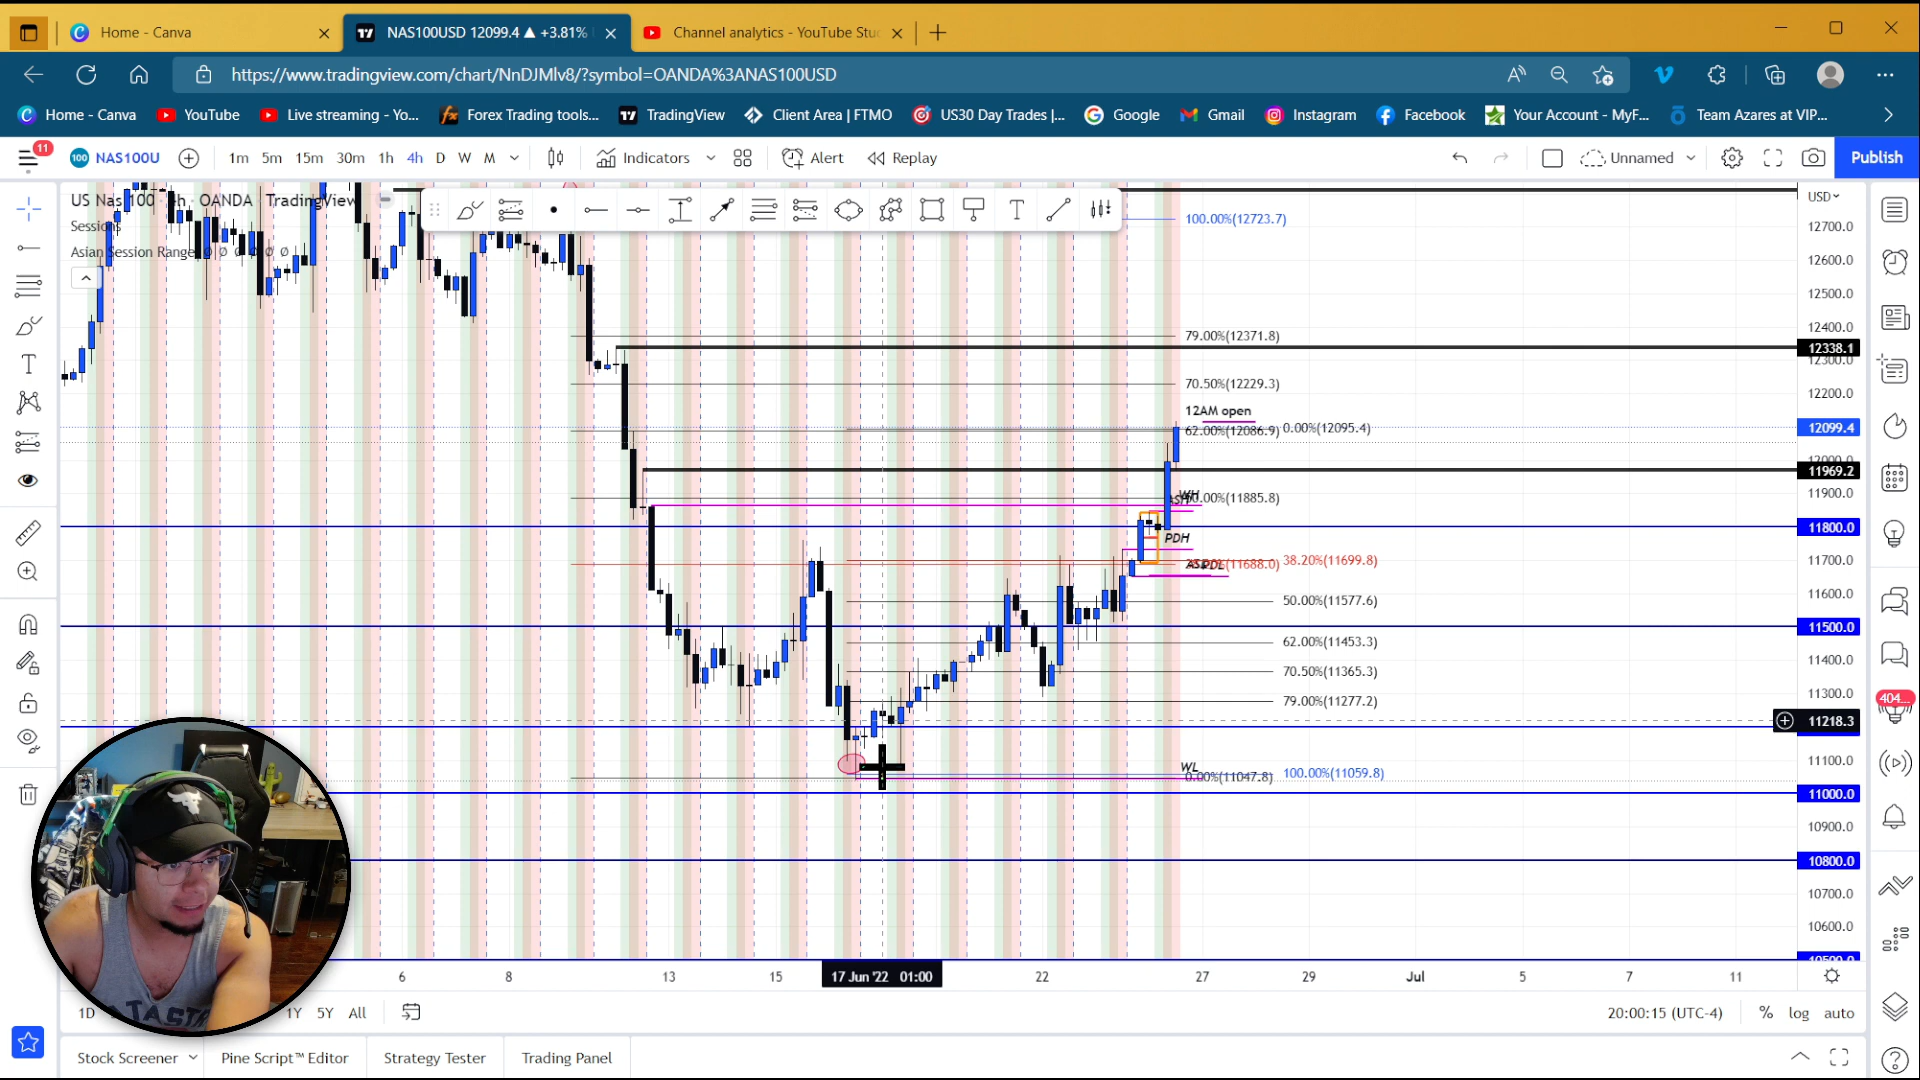 Home - Canva
NAS100USD 12099.4 ▲ +3.81%
Channel analytics - YouTube Stu
https://www.tradingview.com/chart/NnDJMlv8/?symbol=OANDA%3ANAS100USD
Home - Canva
YouTube
Live streaming - Yo...
Forex Trading tools...
TradingView
Client Area | FTMO
US30 Day Trades |...
Google
Gmail
Instagram
Facebook
Your Account - MyF...
Team Azares at VIP...
11
100
NAS100U
1m 5m 15m 30m 1h 4h D W M
Indicators
Alert
Replay
Unnamed
Publish
US Nas 100 · 4h · OANDA · TradingView
Sessions
Asian Session Range ∅ ∅ ∅ ∅ ∅ ∅
USD
100.00%(12723.7)
12700.0
12600.0
12500.0
12400.0
79.00%(12371.8)
12338.1
12300.0
70.50%(12229.3)
12200.0
12AM open
62.00%(12086.9)
0.00%(12095.4)
12099.4
12000.0
11969.2
WH
11900.0
11800.0
PDH
38.20%(11699.8)
11700.0
50.00%(11577.6)
11600.0
11500.0
62.00%(11453.3)
11400.0
70.50%(11365.3)
11300.0
79.00%(11277.2)
404
11218.3
WL
0.00%(11047.8)
100.00%(11059.8)
11100.0
11000.0
10900.0
10800.0
10700.0
10600.0
6
8
13
15
17 Jun '22 01:00
22
27
29
Jul
5
7
11
1D
1Y 5Y All
20:00:15 (UTC-4)
% log auto
Stock Screener
Pine Script™ Editor
Strategy Tester
Trading Panel